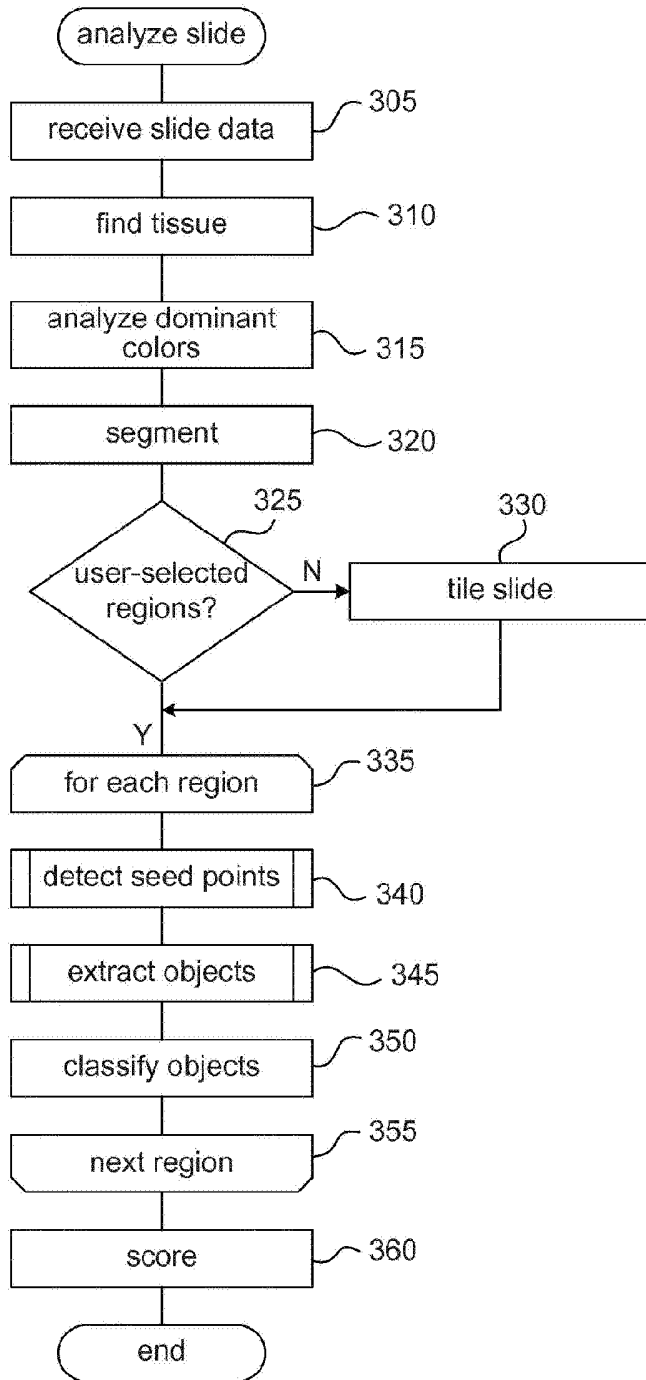 analyze slide
305
receive slide data
310
find tissue
analyze dominant
colors
315
segment
320
325
330
user-selected
regions?
N
tile slide
Y
for each region
335
detect seed points
340
extract objects
345
350
classify objects
355
next region
score
360
end